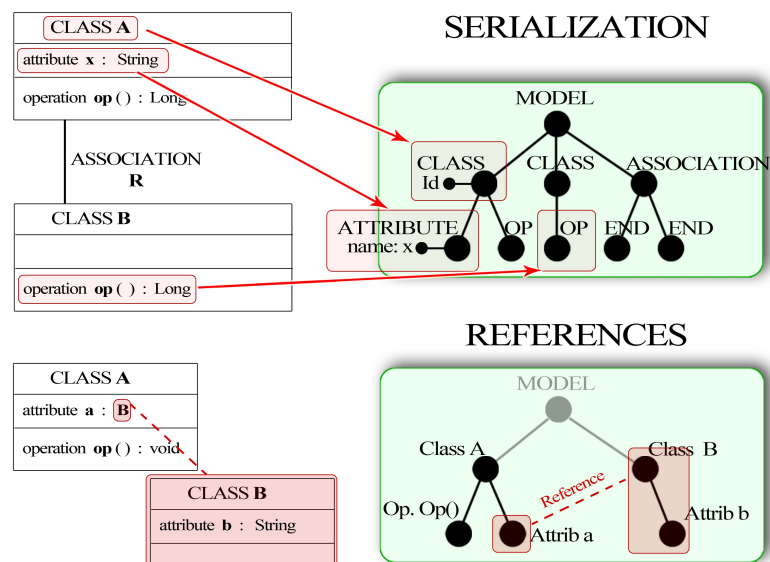 SERIALIZATION
CLASS A
attribute x : String
operation op ( ) : Long
ASSOCIATION
R
CLASS B
operation op ( ) : Long
MODEL
CLASS
Id
CLASS
ASSOCIATION
ATTRIBUTE
name: x
OP
OP
END
END
REFERENCES
CLASS A
attribute a : B
operation op ( ) : void
CLASS B
attribute b : String
MODEL
Class A
Class B
Reference
Op. Op()
Attrib a
Attrib b